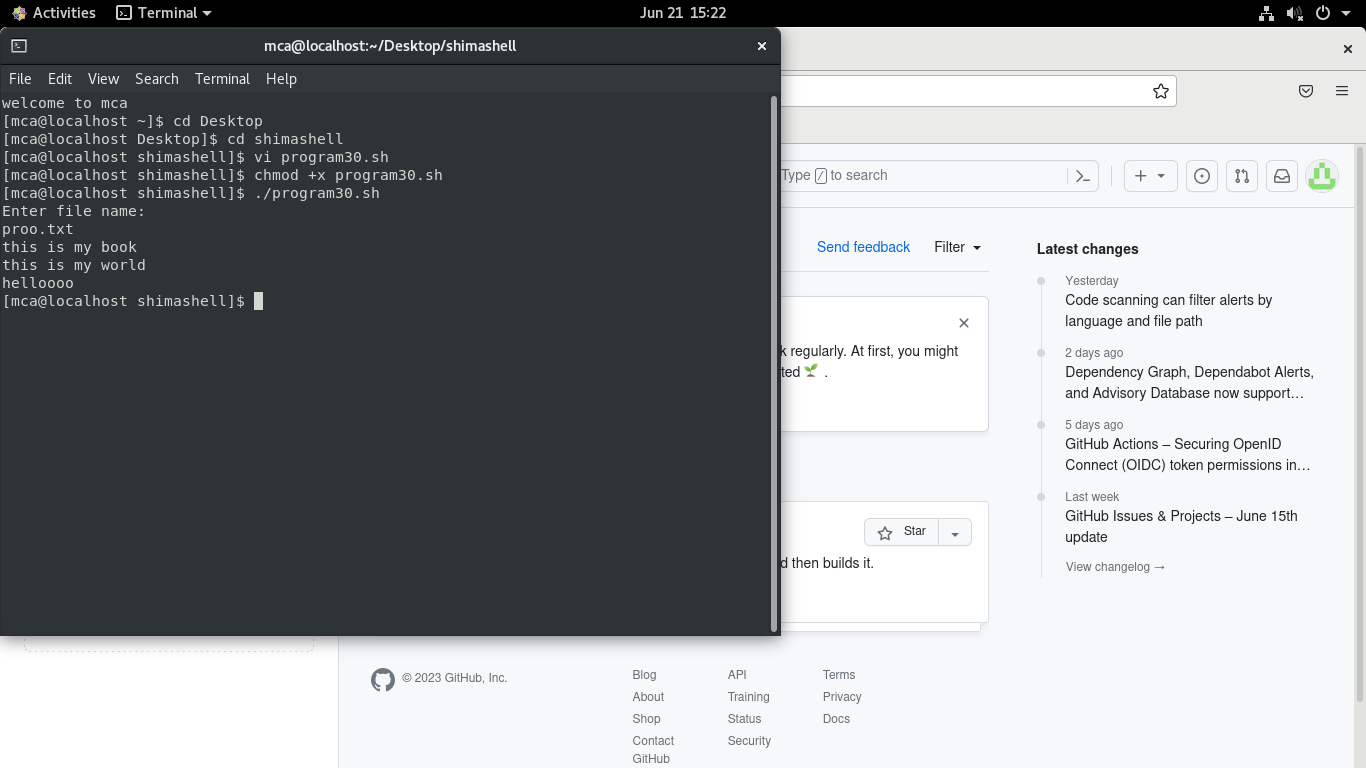 Activities Terminal Jun 21 15:22
mca@localhost:~/Desktop/shimashell
File Edit View Search Terminal Help
welcome to mca
[mca@localhost ~]$ cd Desktop
[mca@localhost Desktop]$ cd shimashell
[mca@localhost shimashell]$ vi program30.sh
[mca@localhost shimashell]$ chmod +x program30.sh
[mca@localhost shimashell]$ ./program30.sh
Enter file name:
proo.txt
this is my book
this is my world
helloooo
[mca@localhost shimashell]$
Type / to search
Send feedback Filter
regularly. At first, you might
.
Star
then builds it.
Latest changes
Yesterday
Code scanning can filter alerts by
language and file path
2 days ago
Dependency Graph, Dependabot Alerts,
and Advisory Database now support…
5 days ago
GitHub Actions – Securing OpenID
Connect (OIDC) token permissions in…
Last week
GitHub Issues & Projects – June 15th
update
View changelog →
© 2023 GitHub, Inc.
Blog
About
Shop
Contact
GitHub
API
Training
Status
Security
Terms
Privacy
Docs